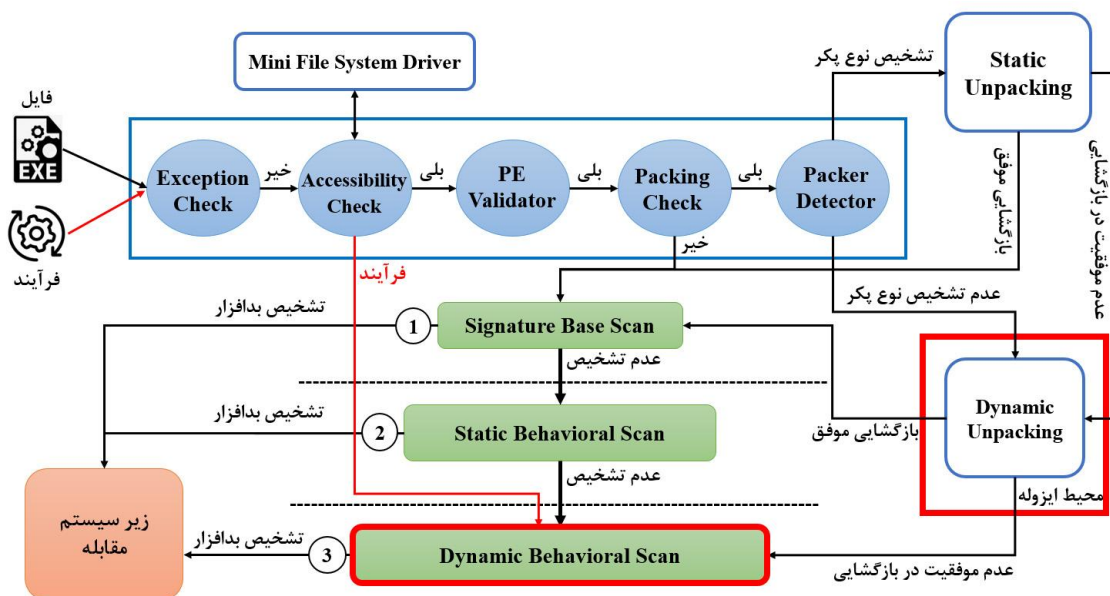 Mini File System Driver
تشخیص نوع پکر
Static
Unpacking
فایل
EXE
Exception
Check
خیر
Accessibility
Check
بلی
PE
Validator
بلی
Packing
Check
بلی
Packer
Detector
بازگشایی موفق
عدم موفقیت در بازگشایی
فرآیند
فرآیند
خیر
عدم تشخیص نوع پکر
تشخیص بدافزار
1
Signature Base Scan
عدم تشخیص
تشخیص بدافزار
2
Static Behavioral Scan
بازگشایی موفق
Dynamic
Unpacking
عدم تشخیص
محیط ایزوله
زیر سیستم
مقابله
تشخیص بدافزار
3
Dynamic Behavioral Scan
عدم موفقیت در بازگشایی